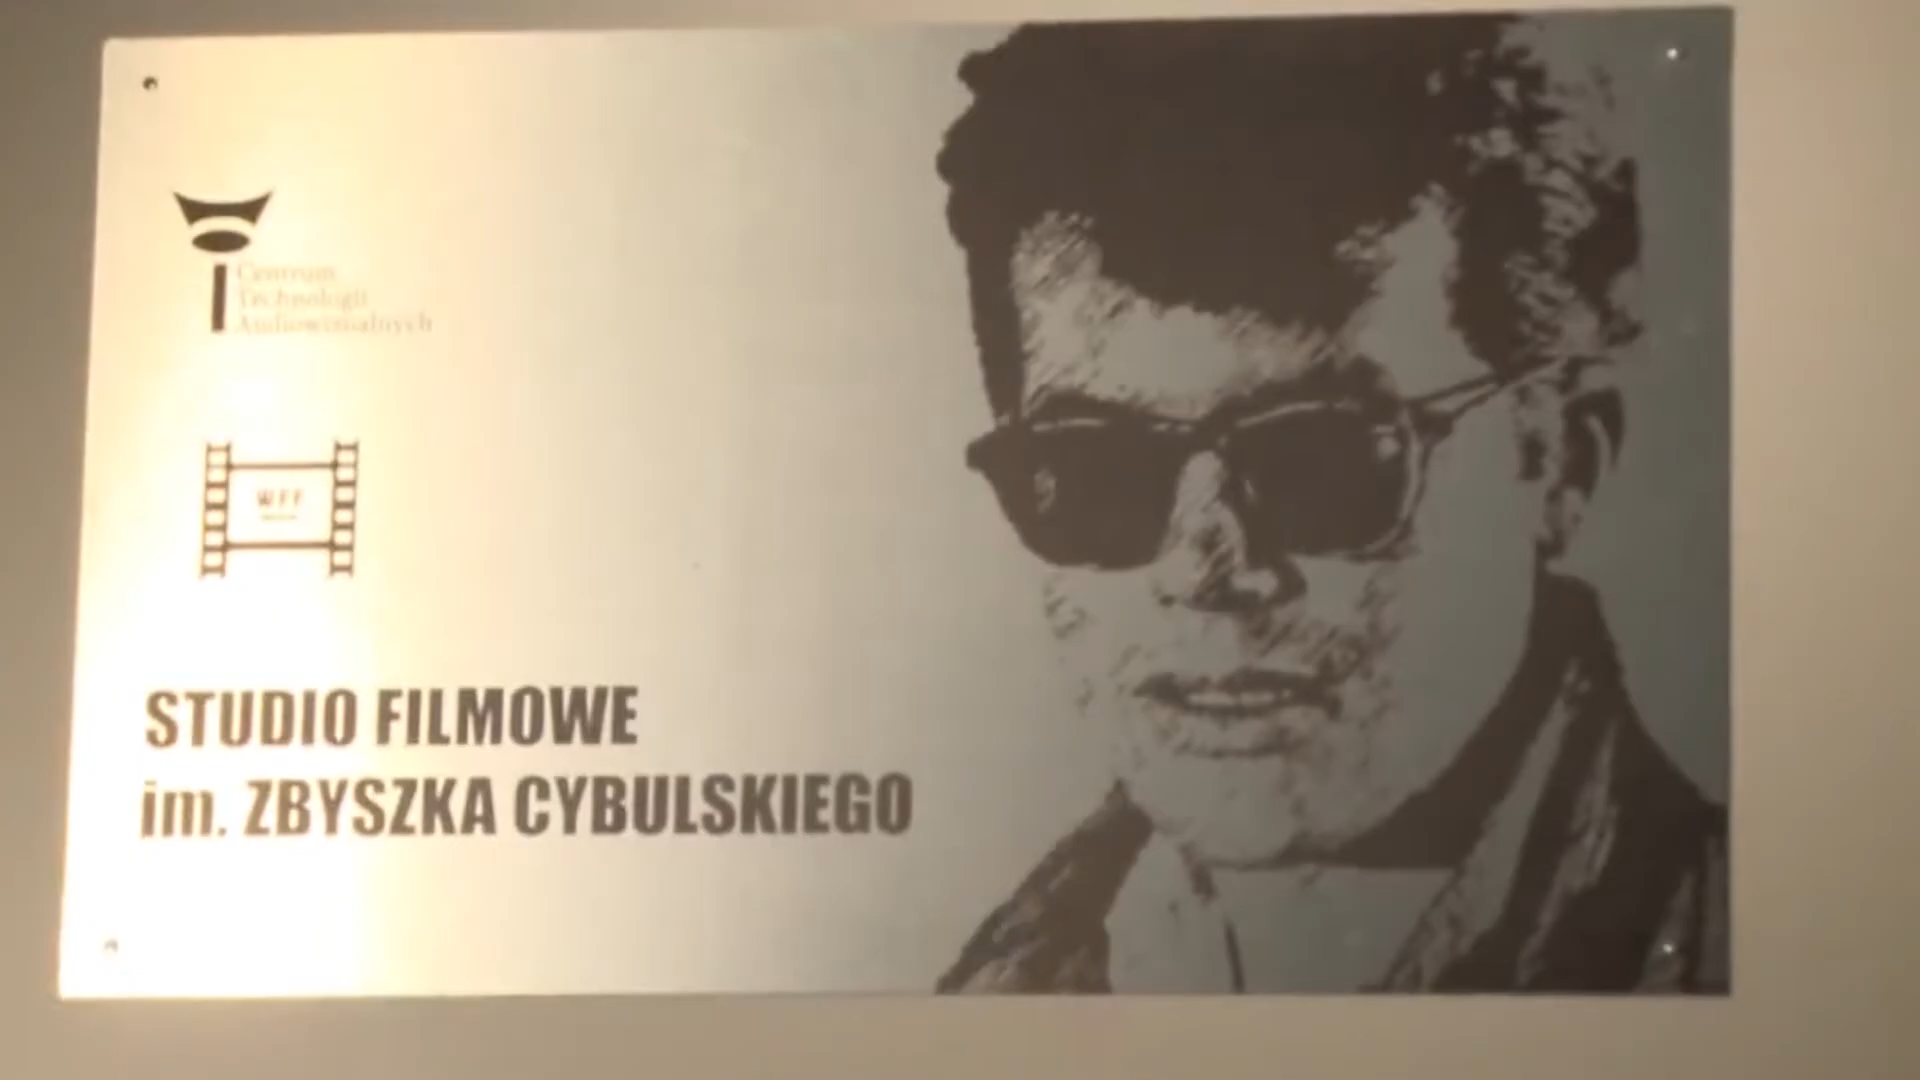 Centrum
Technologii
Audiowizualnych
WFF
STUDIO FILMOWE
im. ZBYSZKA CYBULSKIEGO